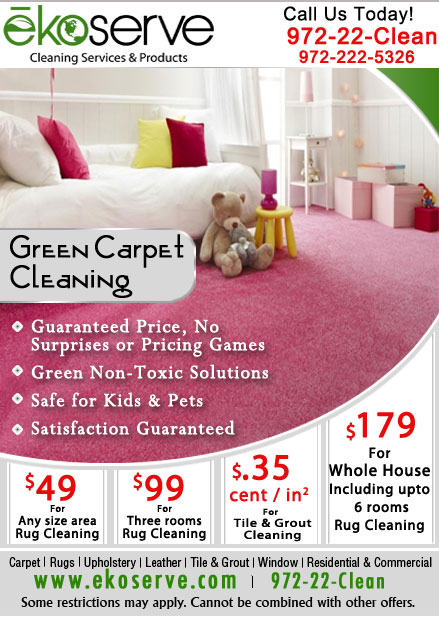 ēkoserve
Cleaning Services & Products
Call Us Today!
972-22-Clean
972-222-5326
Green Carpet
Cleaning
Guaranteed Price, No
Surprises or Pricing Games
Green Non-Toxic Solutions
Safe for Kids & Pets
Satisfaction Guaranteed
$49
For
Any size area
Rug Cleaning
$99
For
Three rooms
Rug Cleaning
$.35
cent / in²
For
Tile & Grout
Cleaning
$179
For
Whole House
Including upto
6 rooms
Rug Cleaning
Carpet | Rugs | Upholstery | Leather | Tile & Grout | Window | Residential & Commercial
www.ekoserve.com | 972-22-Clean
Some restrictions may apply. Cannot be combined with other offers.